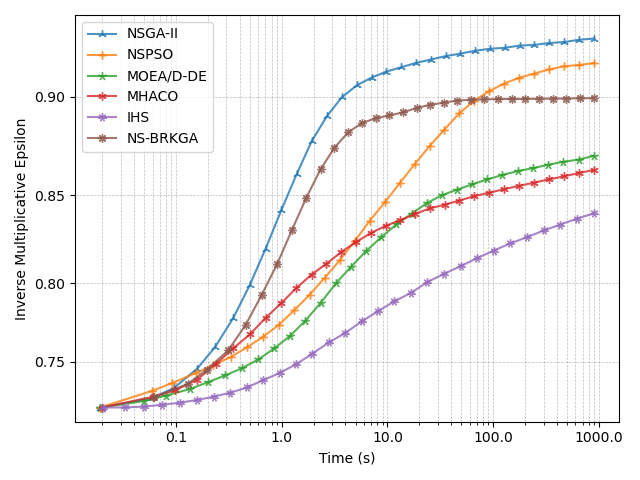 NSGA-II
NSPSO
MOEA/D-DE
MHACO
IHS
NS-BRKGA
Inverse Multiplicative Epsilon
0.90
0.85
0.80
0.75
0.1 1.0 10.0 100.0 1000.0
Time (s)